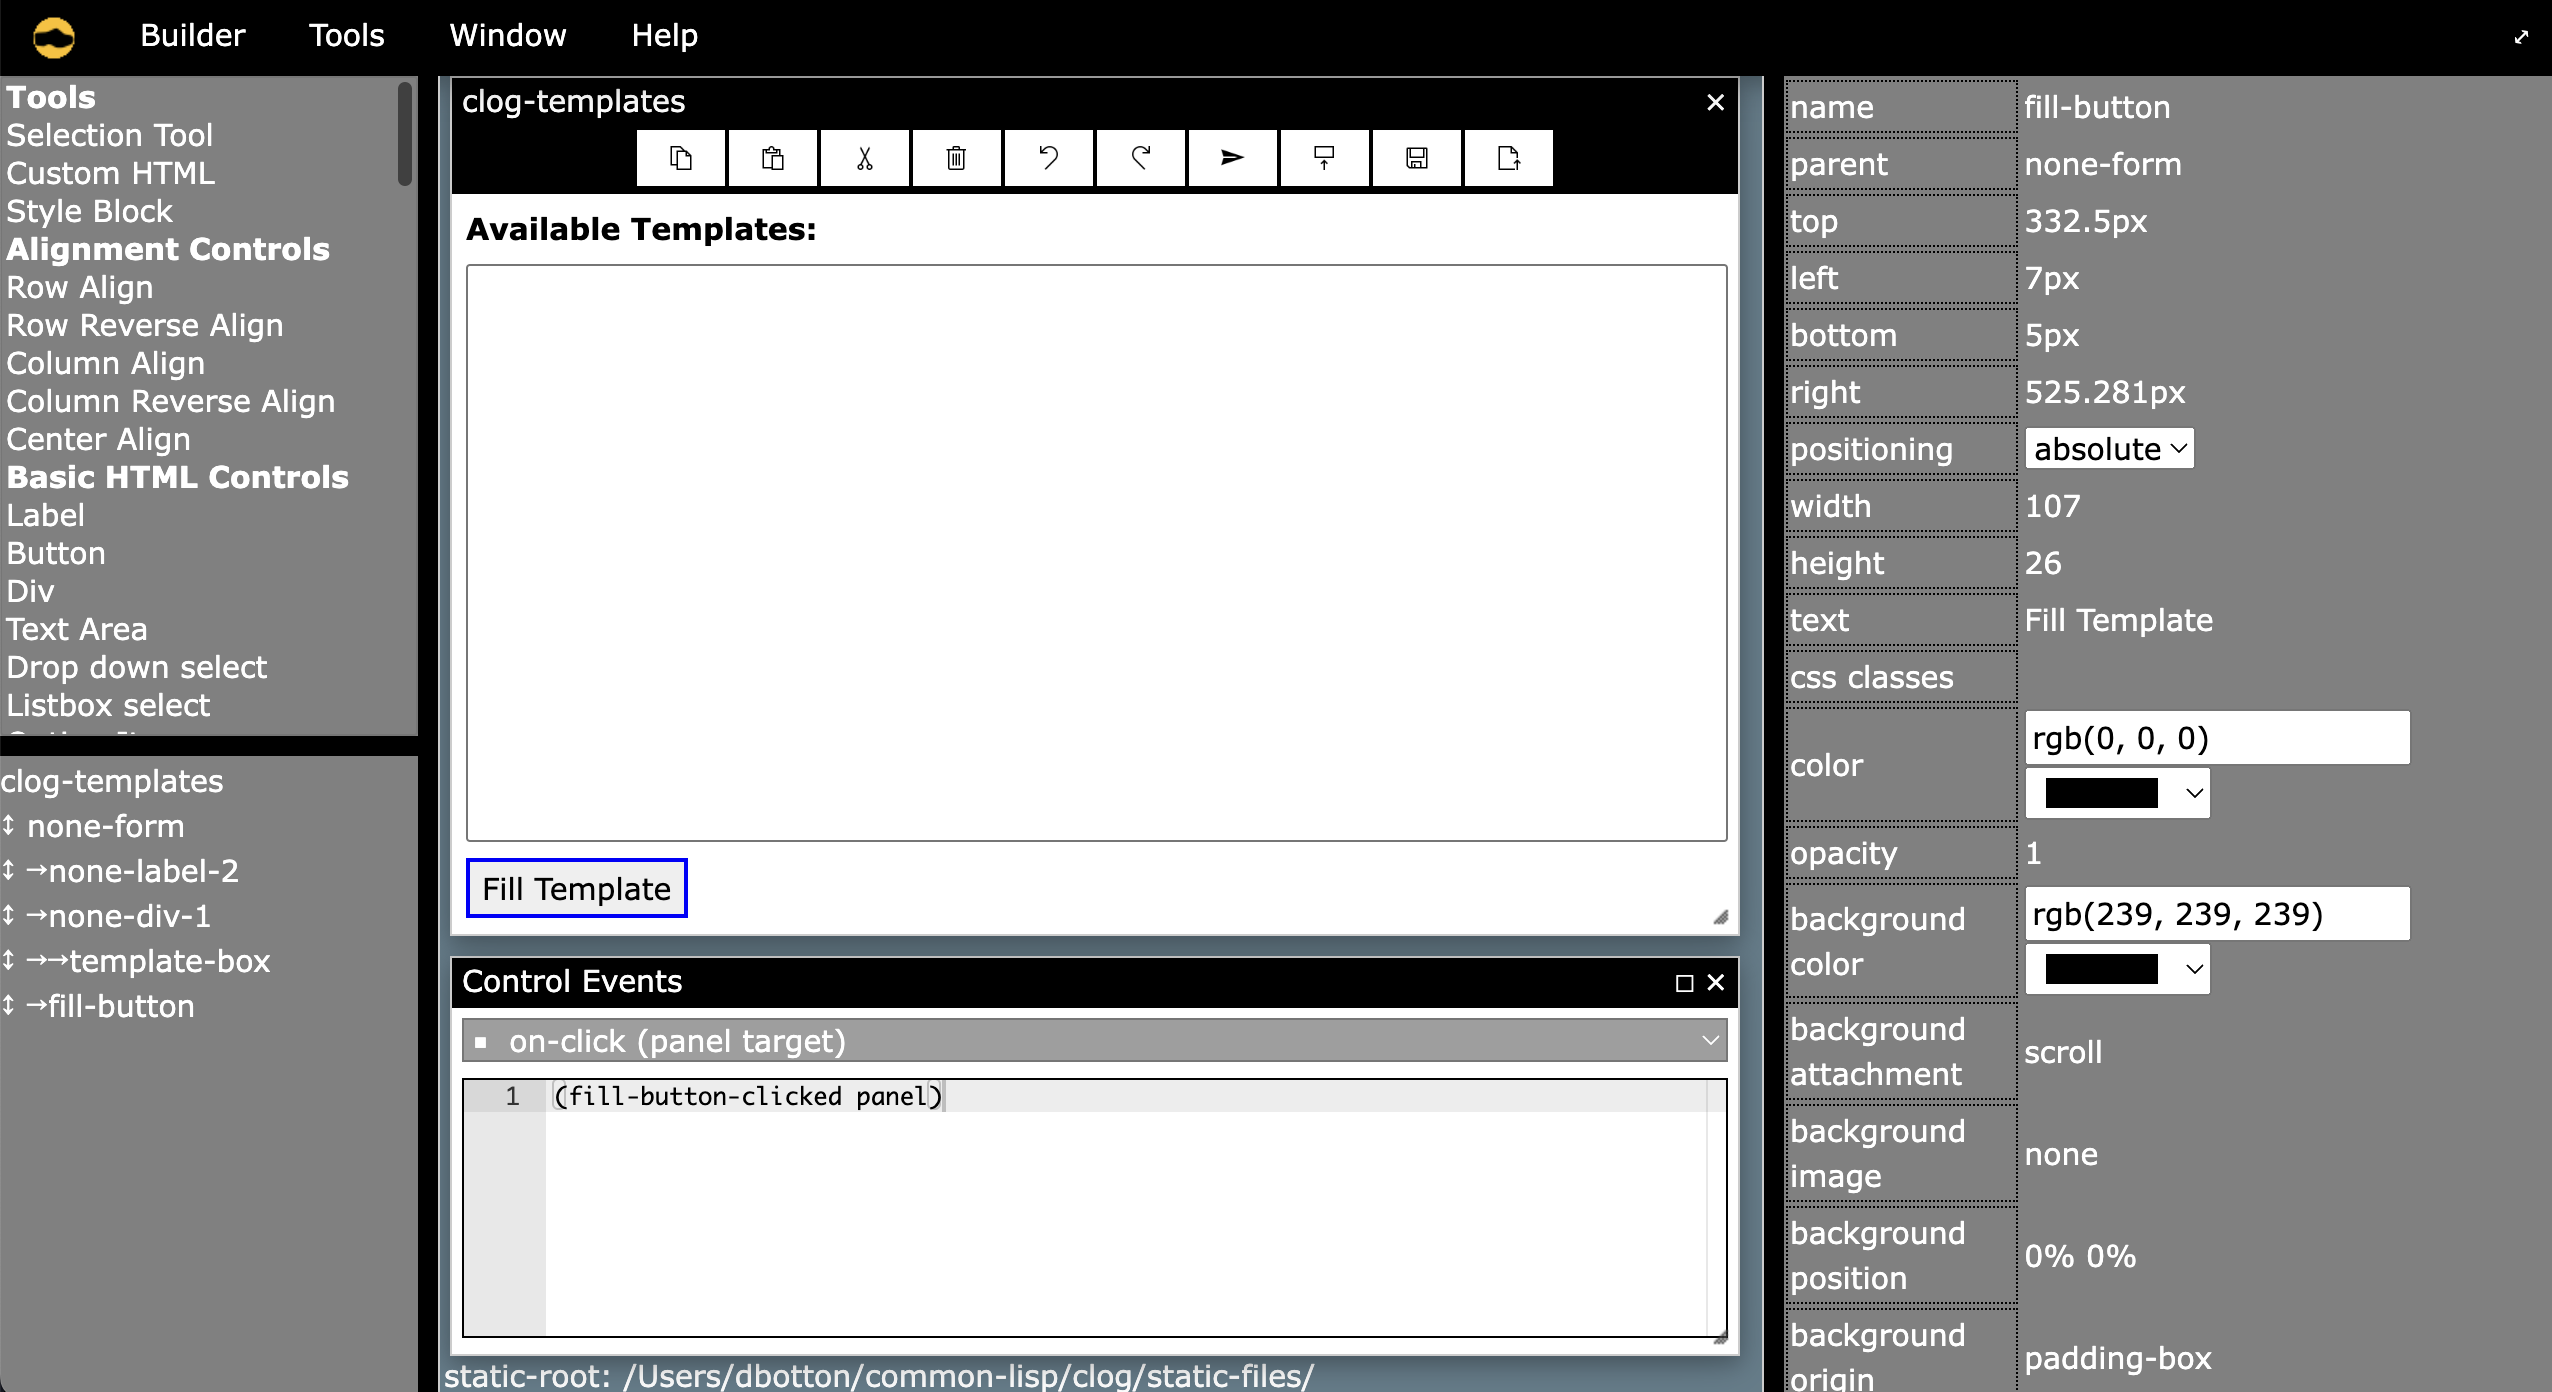 Builder Tools Window Help
Tools
Selection Tool
Custom HTML
Style Block
Alignment Controls
Row Align
Row Reverse Align
Column Align
Column Reverse Align
Center Align
Basic HTML Controls
Label
Button
Div
Text Area
Drop down select
Listbox select
clog-templates
↕ none-form
↕ →none-label-2
↕ →none-div-1
↕ →→template-box
↕ →fill-button
clog-templates
Available Templates:
Fill Template
Control Events
on-click (panel target)
1 (fill-button-clicked panel)
static-root: /Users/dbotton/common-lisp/clog/static-files/
name fill-button
parent none-form
top 332.5px
left 7px
bottom 5px
right 525.281px
positioning absolute
width 107
height 26
text Fill Template
css classes
color rgb(0, 0, 0)
opacity 1
background color rgb(239, 239, 239)
background attachment scroll
background image none
background position 0% 0%
background origin padding-box